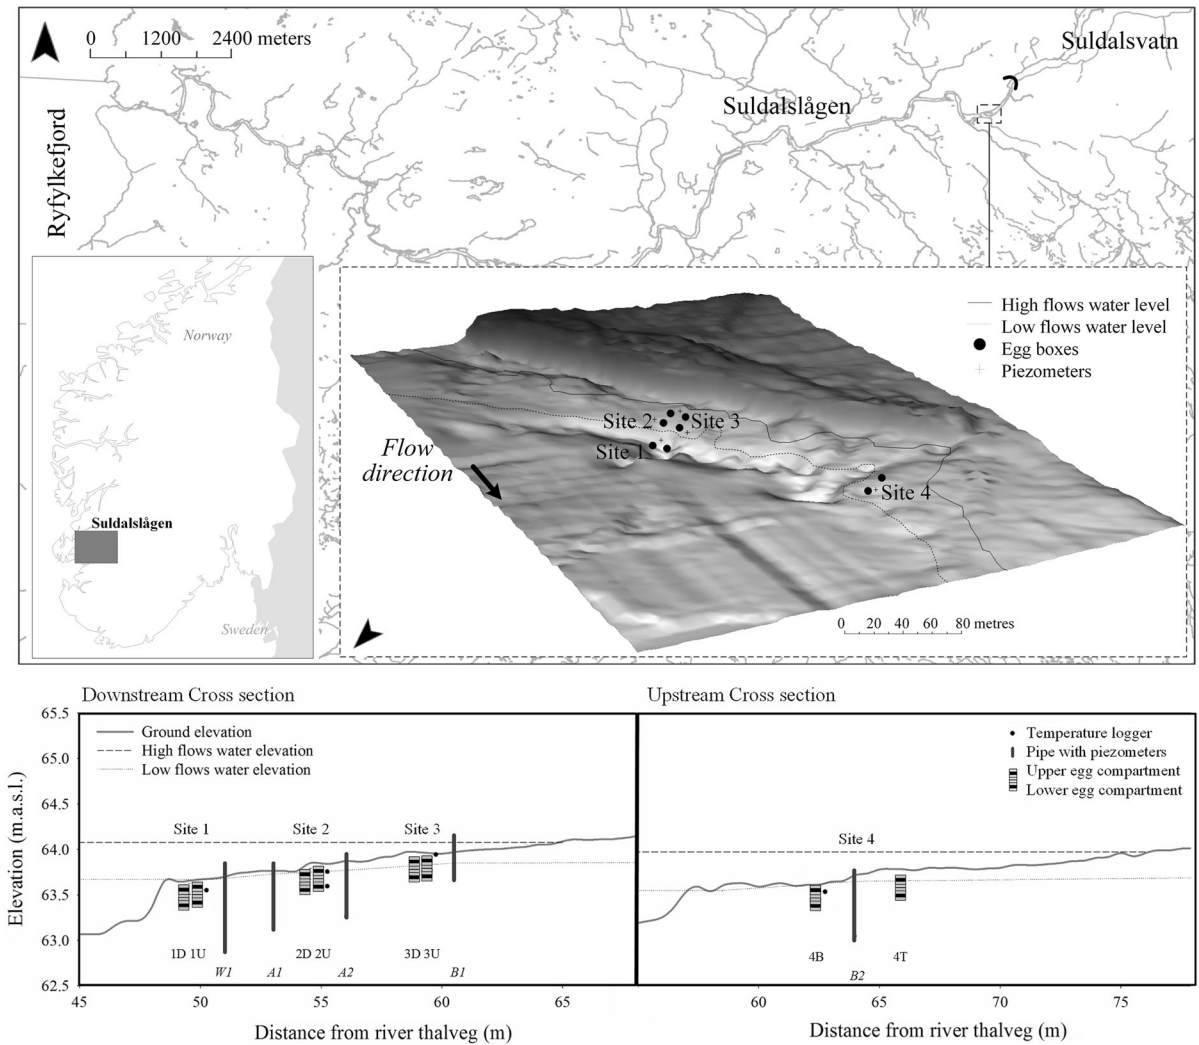 0 1200 2400 meters
Suldalsvatn
Suldalslågen
Ryfylkefjord
Norway
Suldalslågen
Sweden
High flows water level
Low flows water level
Egg boxes
Piezometers
Site 2
Site 3
Site 1
Flow
direction
Site 4
0 20 40 60 80 metres
Downstream Cross section
Upstream Cross section
Elevation (m.a.s.l.)
65.5
65.0
64.5
64.0
63.5
63.0
62.5
Ground elevation
High flows water elevation
Low flows water elevation
Site 1
Site 2
Site 3
1D 1U
2D 2U
3D 3U
W1
A1
A2
B1
45 50 55 60 65
Distance from river thalveg (m)
Temperature logger
Pipe with piezometers
Upper egg compartment
Lower egg compartment
Site 4
4B
4T
B2
60 65 70 75
Distance from river thalveg (m)